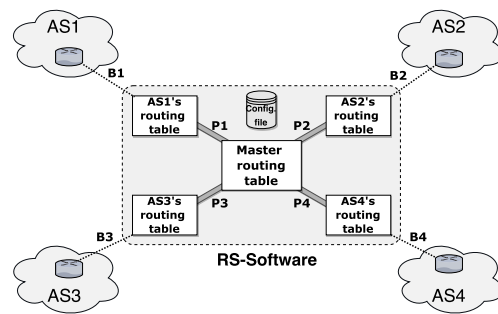 AS1
AS2
B1
B2
AS1's
routing
table
Config.
file
AS2's
routing
table
P1
P2
Master
routing
table
AS3's
routing
table
P3
P4
AS4's
routing
table
B3
B4
RS-Software
AS3
AS4